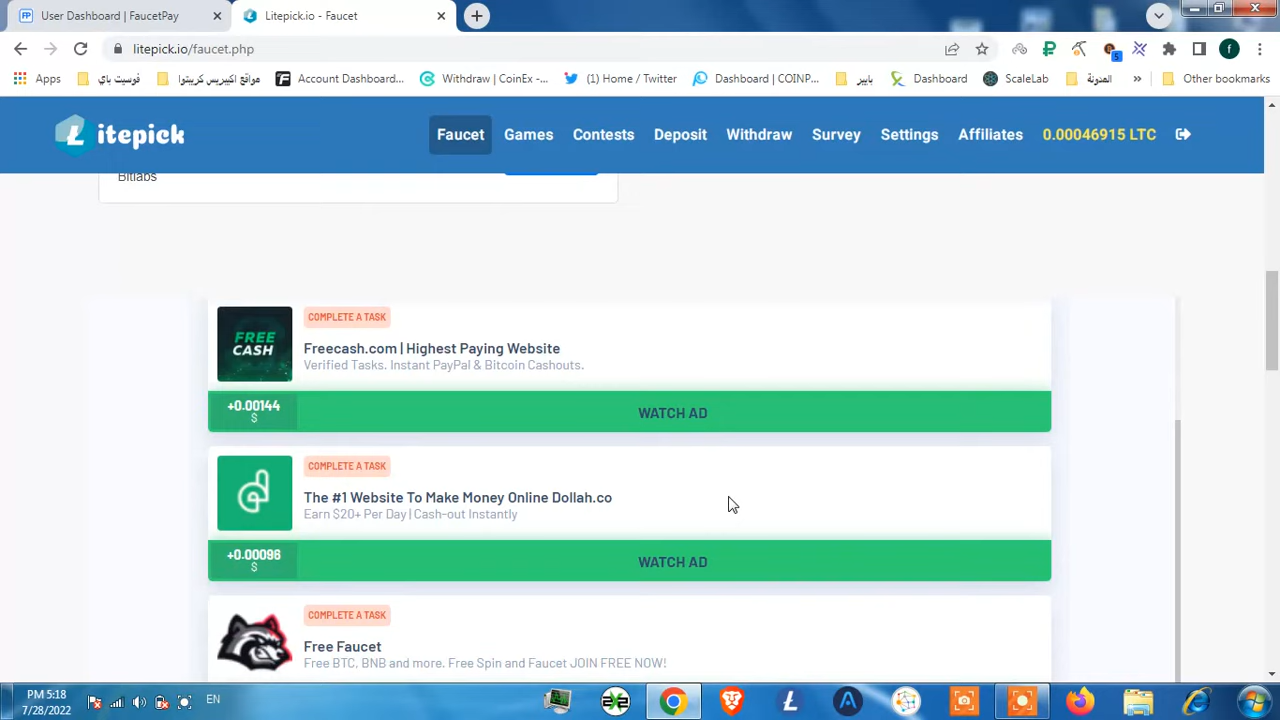 User Dashboard | FaucetPay
Litepick.io - Faucet
litepick.io/faucet.php
f
5
Apps
فوسيت باي
مواقع اكبيرس كريبتوا
Account Dashboard...
Withdraw | CoinEx -...
(1) Home / Twitter
Dashboard | COINP...
بايير
Dashboard
ScaleLab
المدونة
»
Other bookmarks
Litepick
Faucet
Games
Contests
Deposit
Withdraw
Survey
Settings
Affiliates
0.00046915 LTC
Bitlabs
FREE
CASH
COMPLETE A TASK
Freecash.com | Highest Paying Website
Verified Tasks. Instant PayPal & Bitcoin Cashouts.
+0.00144
$
WATCH AD
COMPLETE A TASK
The #1 Website To Make Money Online Dollah.co
Earn $20+ Per Day | Cash-out Instantly
+0.00096
$
WATCH AD
COMPLETE A TASK
Free Faucet
Free BTC, BNB and more. Free Spin and Faucet JOIN FREE NOW!
PM 5:18
7/28/2022
EN